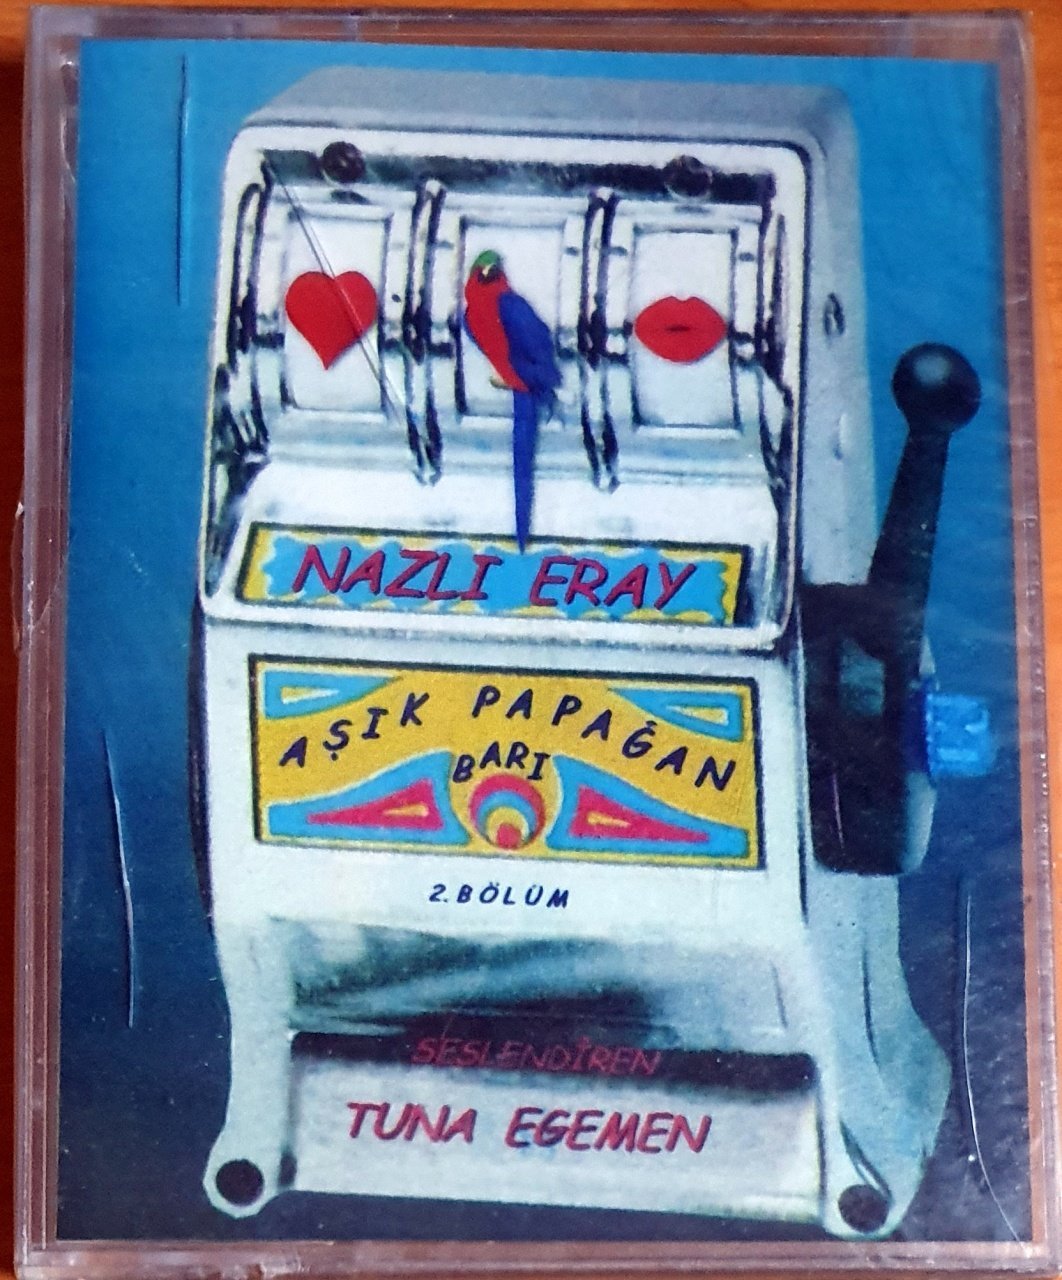 NAZLI ERAY
AŞIK PAPAĞAN
BARI
2. BÖLÜM
SESLENDİREN
TUNA EGEMEN